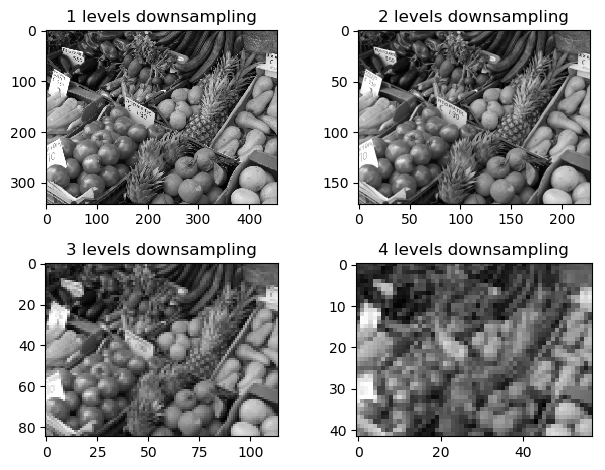 1 levels downsampling
0
100
200
300
0 100 200 300 400
2 levels downsampling
0
50
100
150
0 50 100 150 200
3 levels downsampling
0
20
40
60
80
0 25 50 75 100
4 levels downsampling
0
10
20
30
40
0 20 40